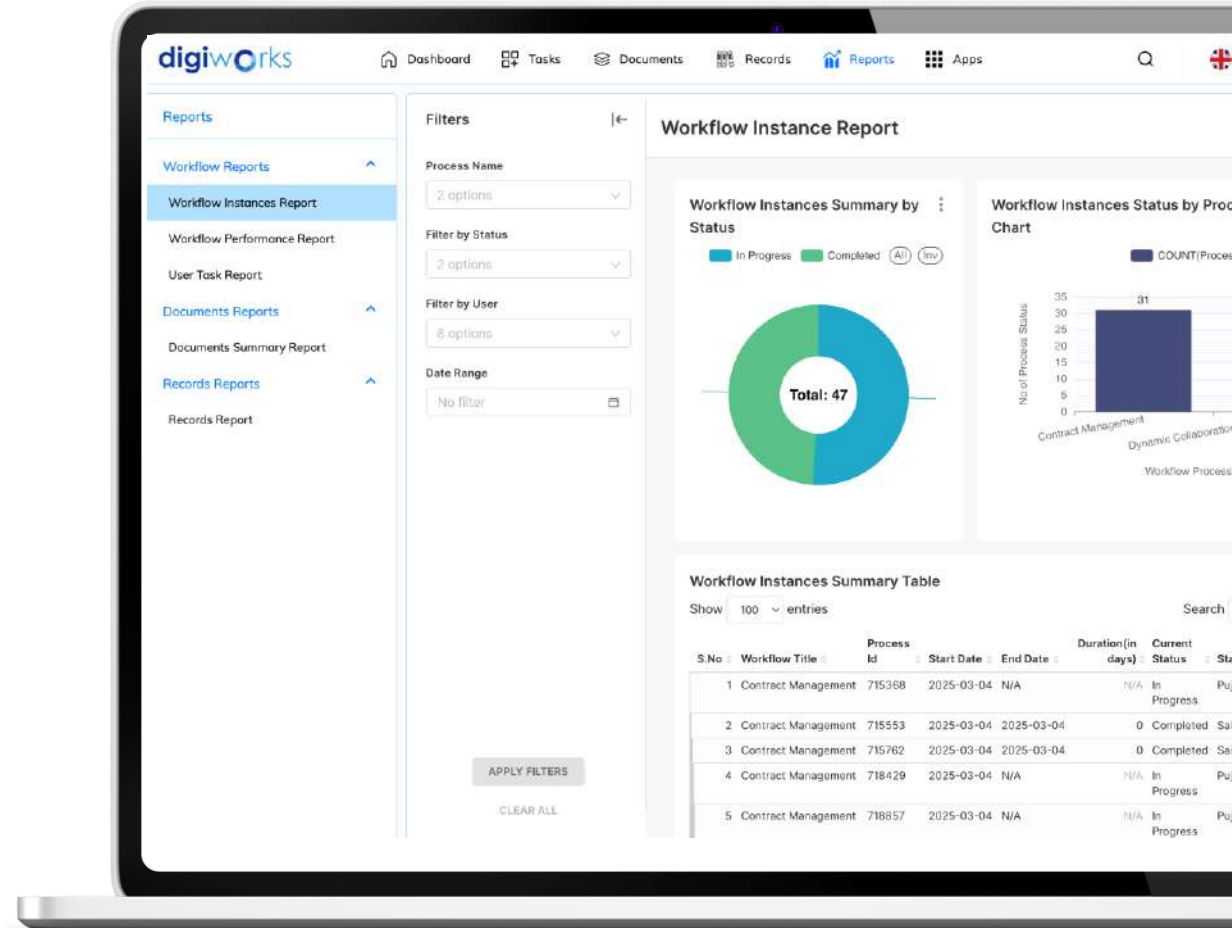 digiworks
Dashboard
Tasks
Documents
Records
Reports
Apps
Reports
Workflow Reports
Workflow Instances Report
Workflow Performance Report
User Task Report
Documents Reports
Documents Summary Report
Records Reports
Records Report
Filters
Process Name
2 options
Filter by Status
2 options
Filter by User
8 options
Date Range
No filter
APPLY FILTERS
CLEAR ALL
Workflow Instance Report
Workflow Instances Summary by
Status
In Progress Completed All Inv
Total: 47
Workflow Instances Status by Proc
Chart
COUNT(Proces
No of Process Status
35
30
25
20
15
10
5
0
31
Contract Management
Dynamic Collaboration
Workflow Process
Workflow Instances Summary Table
Show 100 entries
Search
S.No Workflow Title Process Id Start Date End Date Duration(in days) Current Status Sta
1 Contract Management 715368 2025-03-04 N/A N/A In Progress Puj
2 Contract Management 715553 2025-03-04 2025-03-04 0 Completed Sai
3 Contract Management 715762 2025-03-04 2025-03-04 0 Completed Sai
4 Contract Management 718429 2025-03-04 N/A N/A In Progress Puj
5 Contract Management 718857 2025-03-04 N/A N/A In Progress Puj